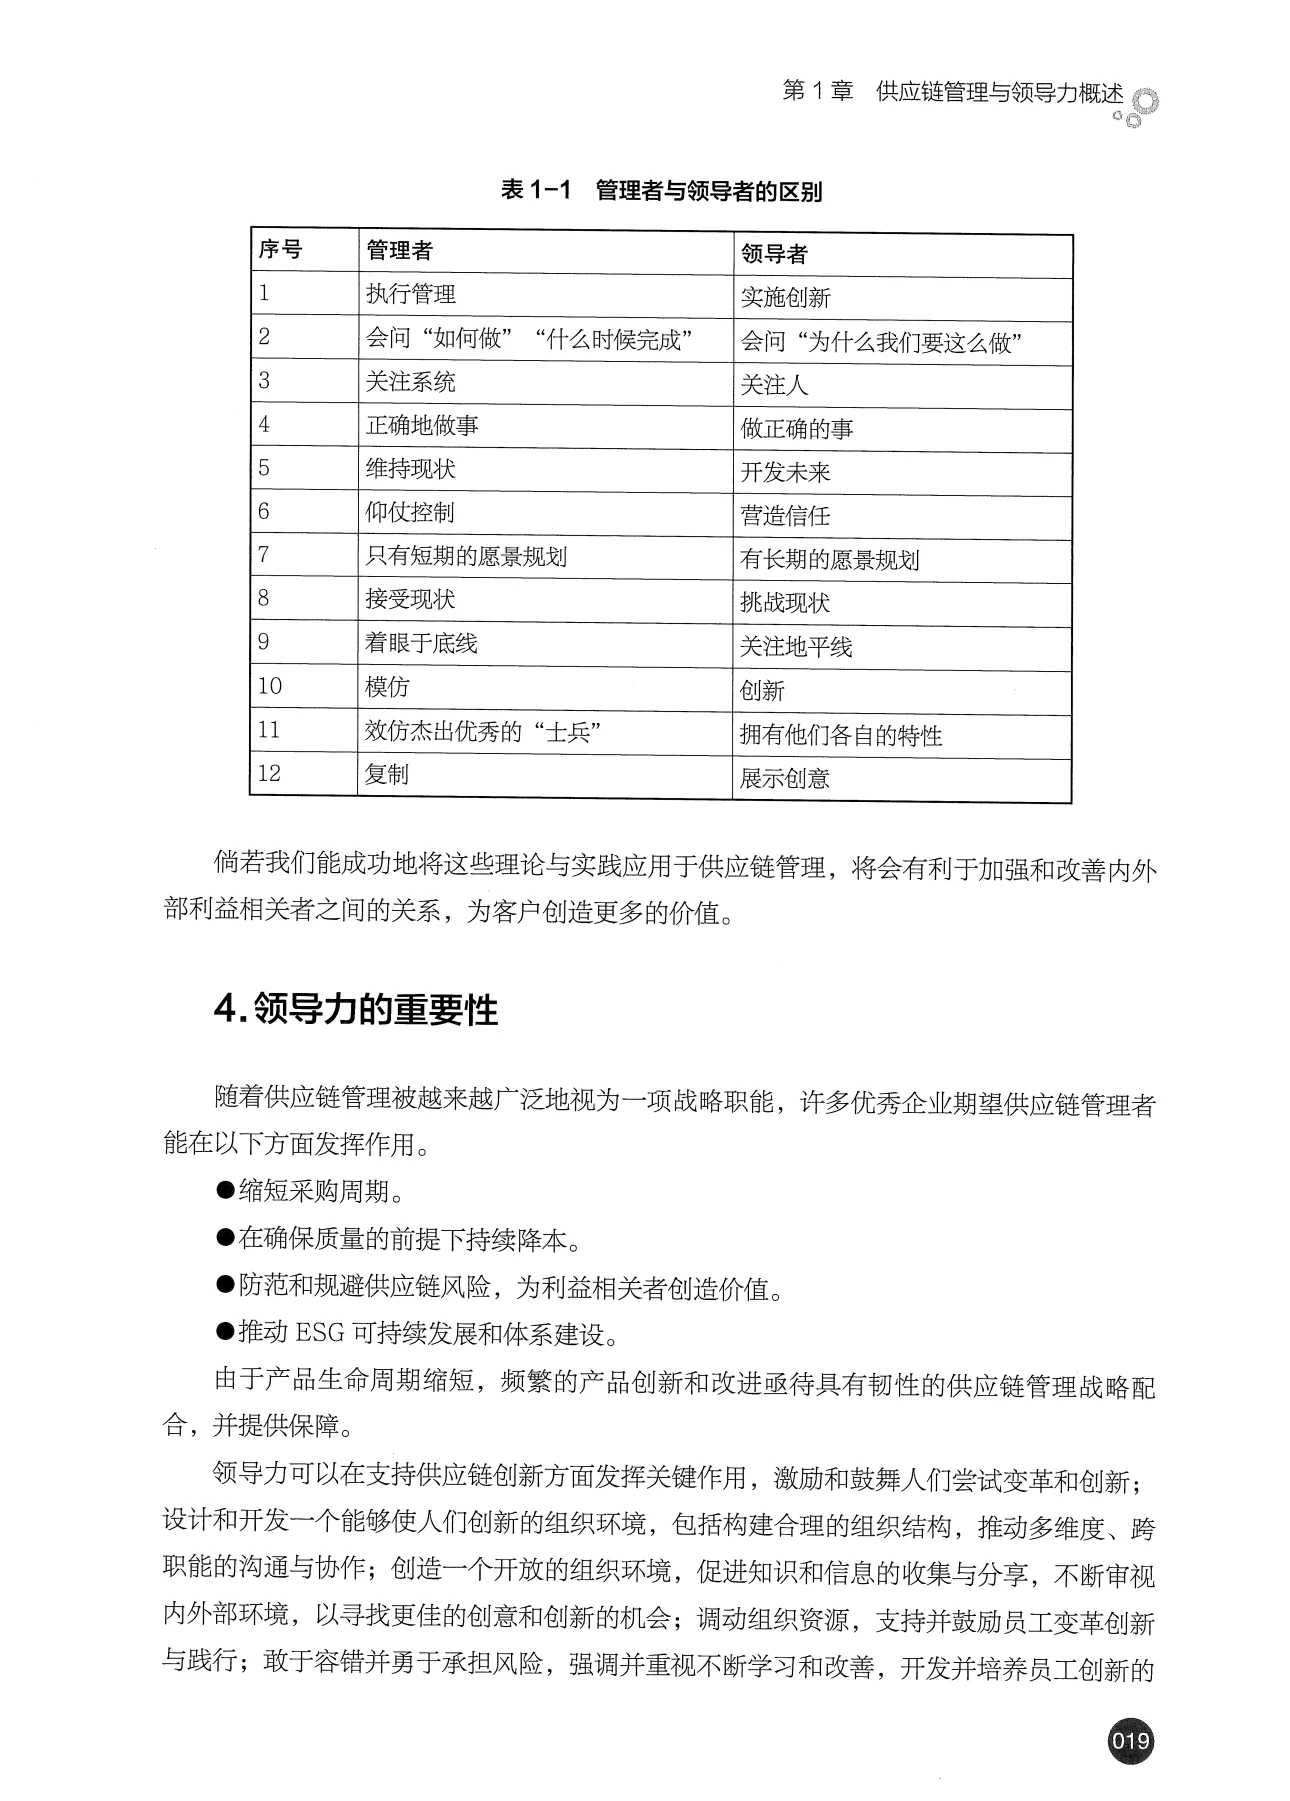 第 1 章 供应链管理与领导力概述
表 1-1 管理者与领导者的区别
序号 管理者 领导者
1 执行管理 实施创新
2 会问“如何做”“什么时候完成” 会问“为什么我们要这么做”
3 关注系统 关注人
4 正确地做事 做正确的事
5 维持现状 开发未来
6 仰仗控制 营造信任
7 只有短期的愿景规划 有长期的愿景规划
8 接受现状 挑战现状
9 着眼于底线 关注地平线
10 模仿 创新
11 效仿杰出优秀的“士兵” 拥有他们各自的特性
12 复制 展示创意
倘若我们能成功地将这些理论与实践应用于供应链管理，将会有利于加强和改善内外
部利益相关者之间的关系，为客户创造更多的价值。
4.领导力的重要性
随着供应链管理被越来越广泛地视为一项战略职能，许多优秀企业期望供应链管理者
能在以下方面发挥作用。
●缩短采购周期。
●在确保质量的前提下持续降本。
●防范和规避供应链风险，为利益相关者创造价值。
●推动 ESG 可持续发展和体系建设。
由于产品生命周期缩短，频繁的产品创新和改进亟待具有韧性的供应链管理战略配
合，并提供保障。
领导力可以在支持供应链创新方面发挥关键作用，激励和鼓舞人们尝试变革和创新；
设计和开发一个能够使人们创新的组织环境，包括构建合理的组织结构，推动多维度、跨
职能的沟通与协作；创造一个开放的组织环境，促进知识和信息的收集与分享，不断审视
内外部环境，以寻找更佳的创意和创新的机会；调动组织资源，支持并鼓励员工变革创新
与践行；敢于容错并勇于承担风险，强调并重视不断学习和改善，开发并培养员工创新的
019